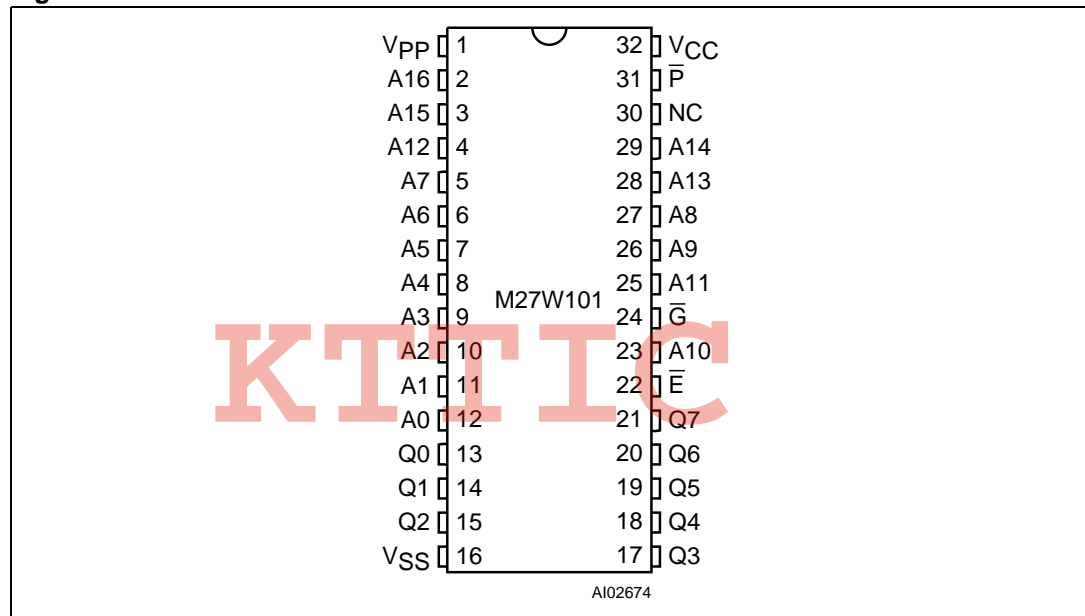 VPP 1 32 VCC
A16 2 31 P̅
A15 3 30 NC
A12 4 29 A14
A7 5 28 A13
A6 6 27 A8
A5 7 26 A9
A4 8 25 A11
M27W101
A3 9 24 G̅
A2 10 23 A10
A1 11 22 E̅
A0 12 21 Q7
Q0 13 20 Q6
Q1 14 19 Q5
Q2 15 18 Q4
VSS 16 17 Q3
AI02674
KTTIC